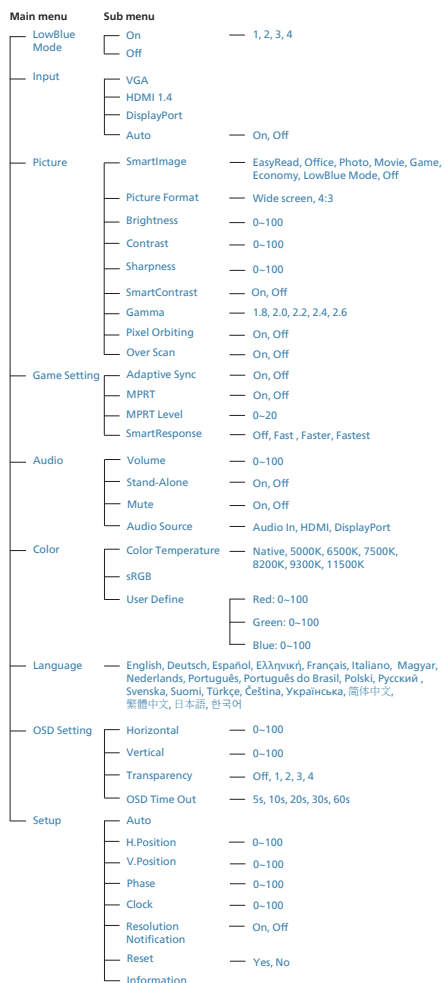 Main menu Sub menu
LowBlue Mode On 1, 2, 3, 4
Off
Input VGA
HDMI 1.4
DisplayPort
Auto On, Off
Picture SmartImage EasyRead, Office, Photo, Movie, Game,
Economy, LowBlue Mode, Off
Picture Format Wide screen, 4:3
Brightness 0~100
Contrast 0~100
Sharpness 0~100
SmartContrast On, Off
Gamma 1.8, 2.0, 2.2, 2.4, 2.6
Pixel Orbiting On, Off
Over Scan On, Off
Game Setting Adaptive Sync On, Off
MPRT On, Off
MPRT Level 0~20
SmartResponse Off, Fast , Faster, Fastest
Audio Volume 0~100
Stand-Alone On, Off
Mute On, Off
Audio Source Audio In, HDMI, DisplayPort
Color Color Temperature Native, 5000K, 6500K, 7500K,
8200K, 9300K, 11500K
sRGB
User Define Red: 0~100
Green: 0~100
Blue: 0~100
Language English, Deutsch, Español, Ελληνική, Français, Italiano, Magyar,
Nederlands, Português, Português do Brasil, Polski, Русский ,
Svenska, Suomi, Türkçe, Čeština, Українська, 简体中文,
繁體中文, 日本語, 한국어
OSD Setting Horizontal 0~100
Vertical 0~100
Transparency Off, 1, 2, 3, 4
OSD Time Out 5s, 10s, 20s, 30s, 60s
Setup Auto
H.Position 0~100
V.Position 0~100
Phase 0~100
Clock 0~100
Resolution On, Off
Notification
Reset Yes, No
Information